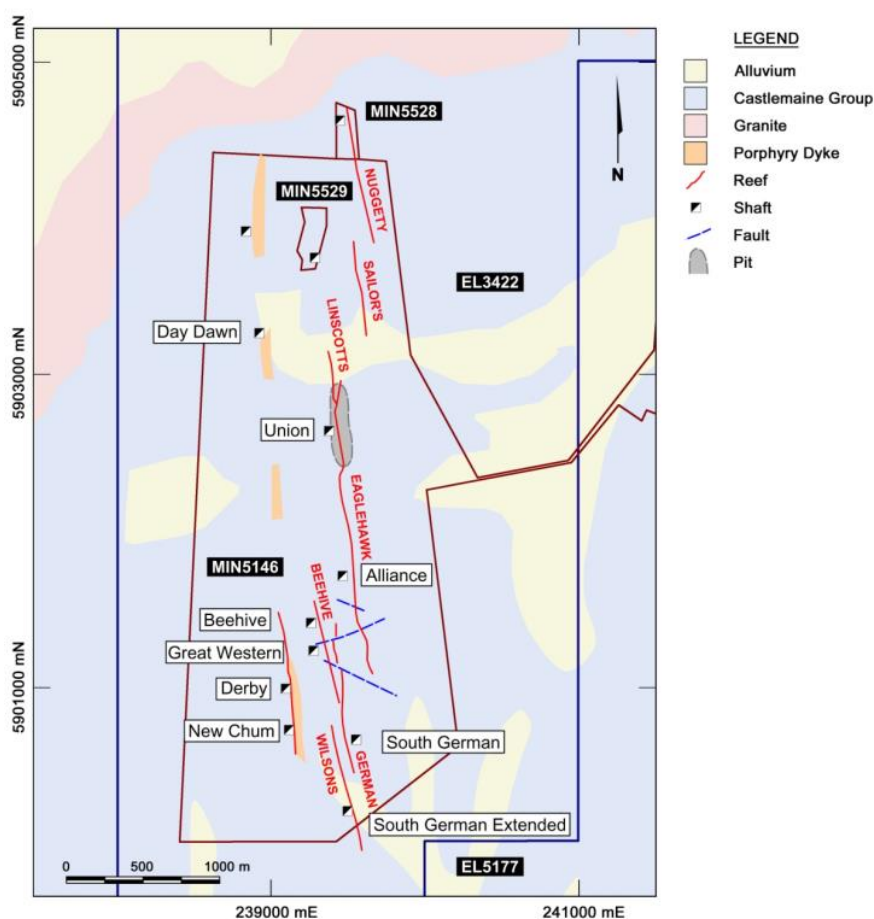 5905000 mN
5903000 mN
5901000 mN
MIN5528
MIN5529
NUGGETY
SAILOR'S
EL3422
LINSCOTTS
Day Dawn
Union
EAGLEHAWK
MIN5146
Alliance
BEEHIVE
Beehive
Great Western
Derby
New Chum
South German
WILSONS
GERMAN
South German Extended
EL5177
0 500 1000 m
239000 mE
241000 mE
N
LEGEND
Alluvium
Castlemaine Group
Granite
Porphyry Dyke
Reef
Shaft
Fault
Pit